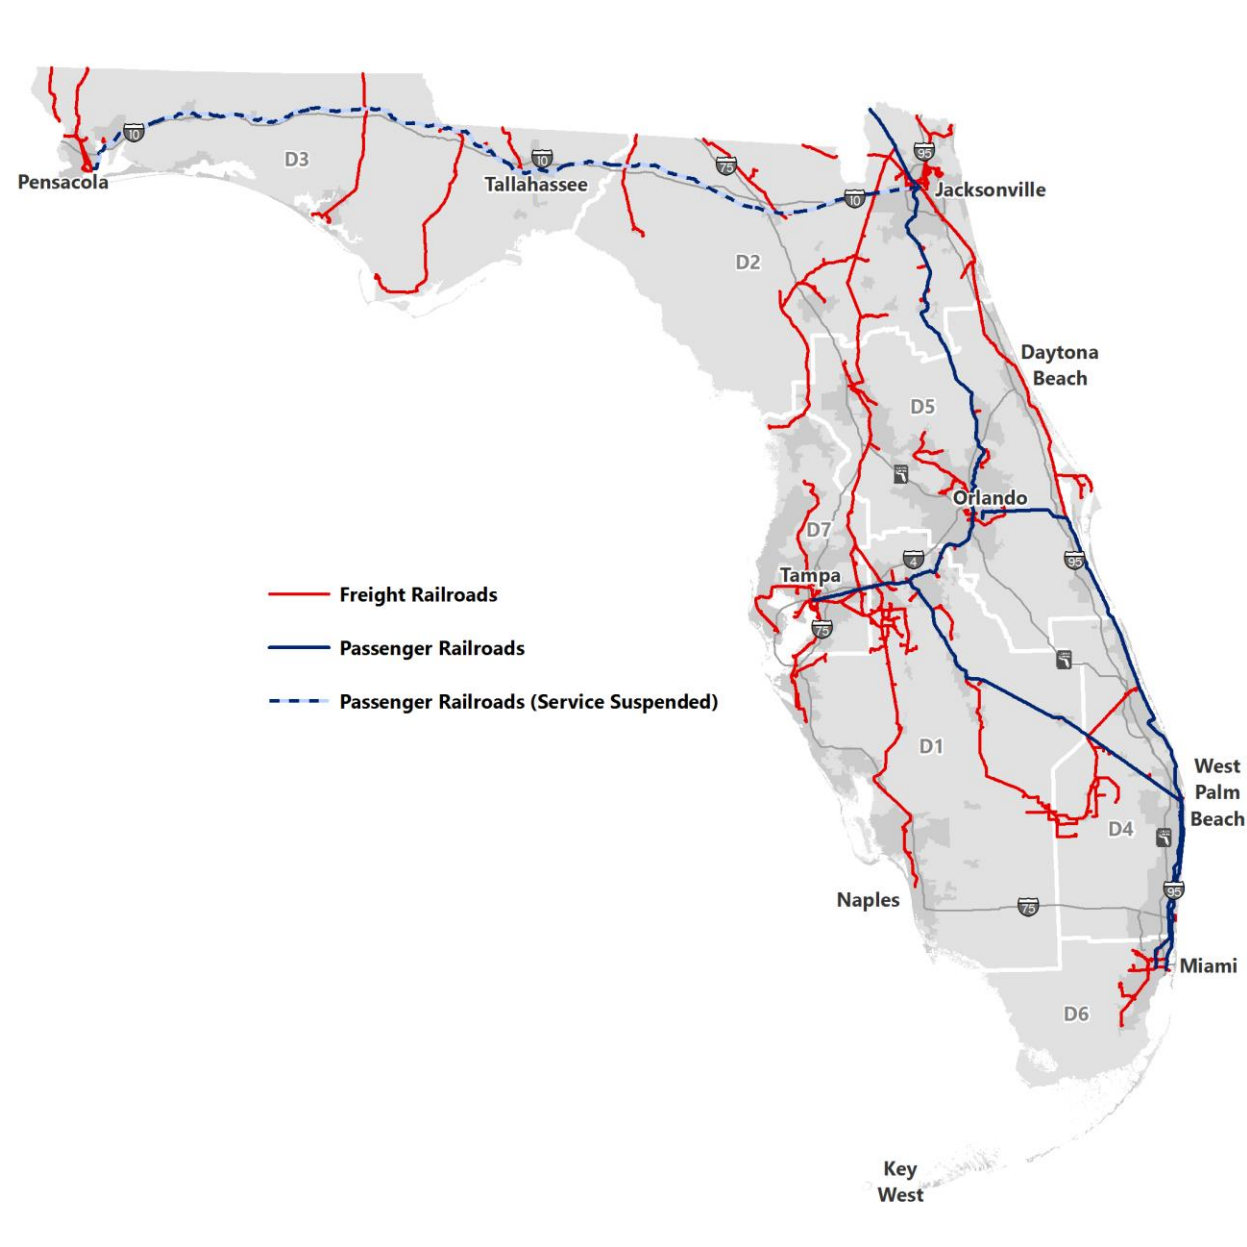 10
D3
Pensacola
10
Tallahassee
75
10
95
Jacksonville
D2
Daytona
Beach
D5
Orlando
D7
4
95
Tampa
75
Freight Railroads
Passenger Railroads
Passenger Railroads (Service Suspended)
D1
West
Palm
Beach
D4
95
Naples
75
Miami
D6
Key
West